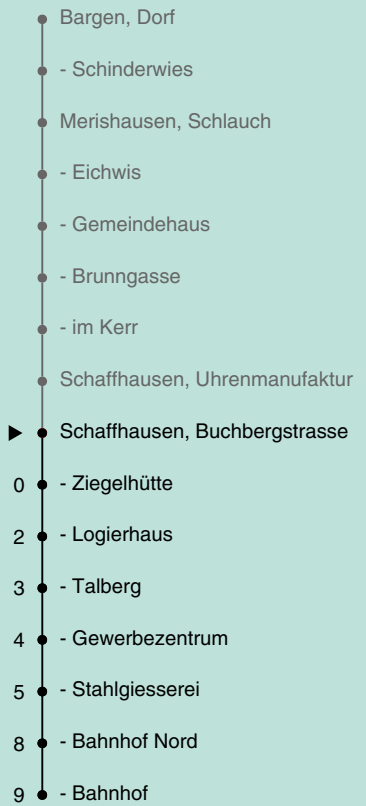 Bargen, Dorf
- Schinderwies
Merishausen, Schlauch
- Eichwis
- Gemeindehaus
- Brunngasse
- im Kerr
Schaffhausen, Uhrenmanufaktur
Schaffhausen, Buchbergstrasse
0 - Ziegelhütte
2 - Logierhaus
3 - Talberg
4 - Gewerbezentrum
5 - Stahlgiesserei
8 - Bahnhof Nord
9 - Bahnhof